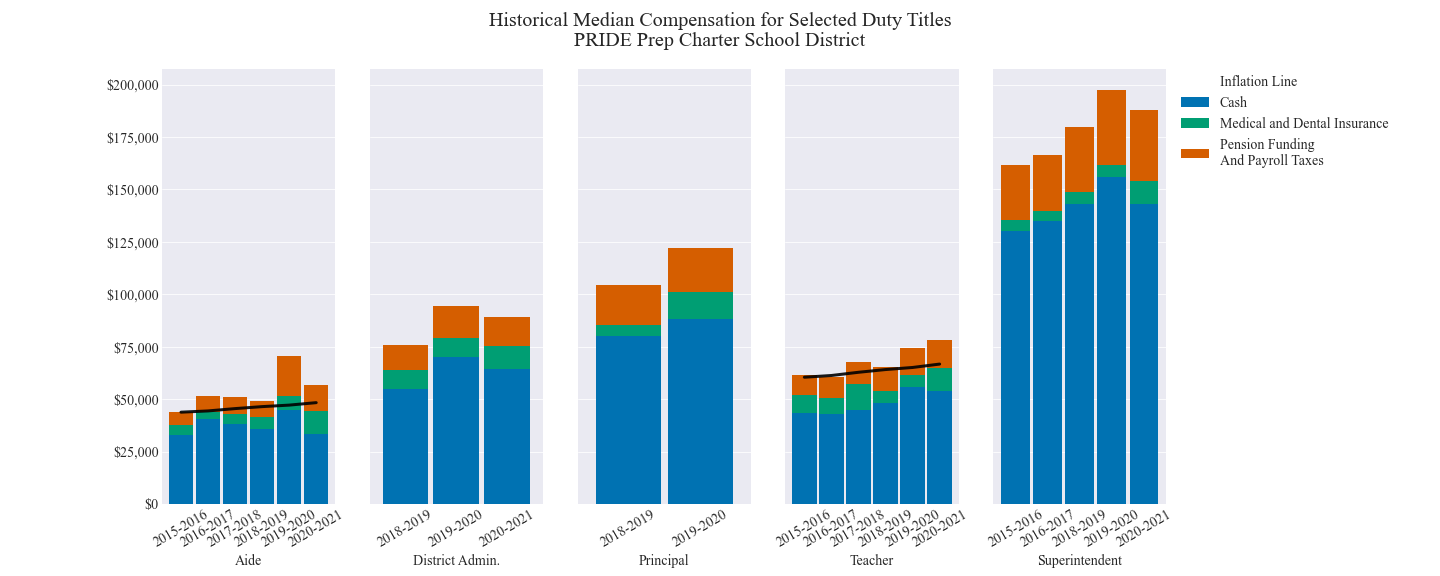 Historical Median Compensation for Selected Duty Titles
PRIDE Prep Charter School District
$200,000
$175,000
$150,000
$125,000
$100,000
$75,000
$50,000
$25,000
$0
2015-2016
2016-2017
2017-2018
2018-2019
2019-2020
2020-2021
Aide
2018-2019
2019-2020
2020-2021
District Admin.
2018-2019
2019-2020
Principal
2015-2016
2016-2017
2017-2018
2018-2019
2019-2020
2020-2021
Teacher
2015-2016
2016-2017
2018-2019
2019-2020
2020-2021
Superintendent
Inflation Line
Cash
Medical and Dental Insurance
Pension Funding
And Payroll Taxes